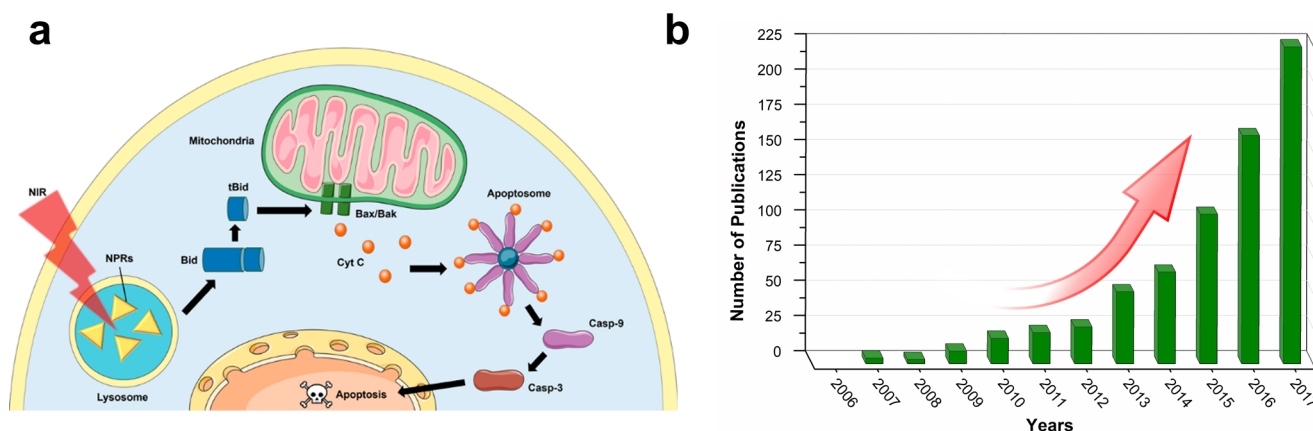 a
Mitochondria
NIR
tBid
Bax/Bak
Apoptosome
Bid
Cyt C
NPRs
Casp-9
Casp-3
Apoptosis
Lysosome
b
Number of Publications
225
200
175
150
125
100
75
50
25
0
2006
2007
2008
2009
2010
2011
2012
2013
2014
2015
2016
2017
Years